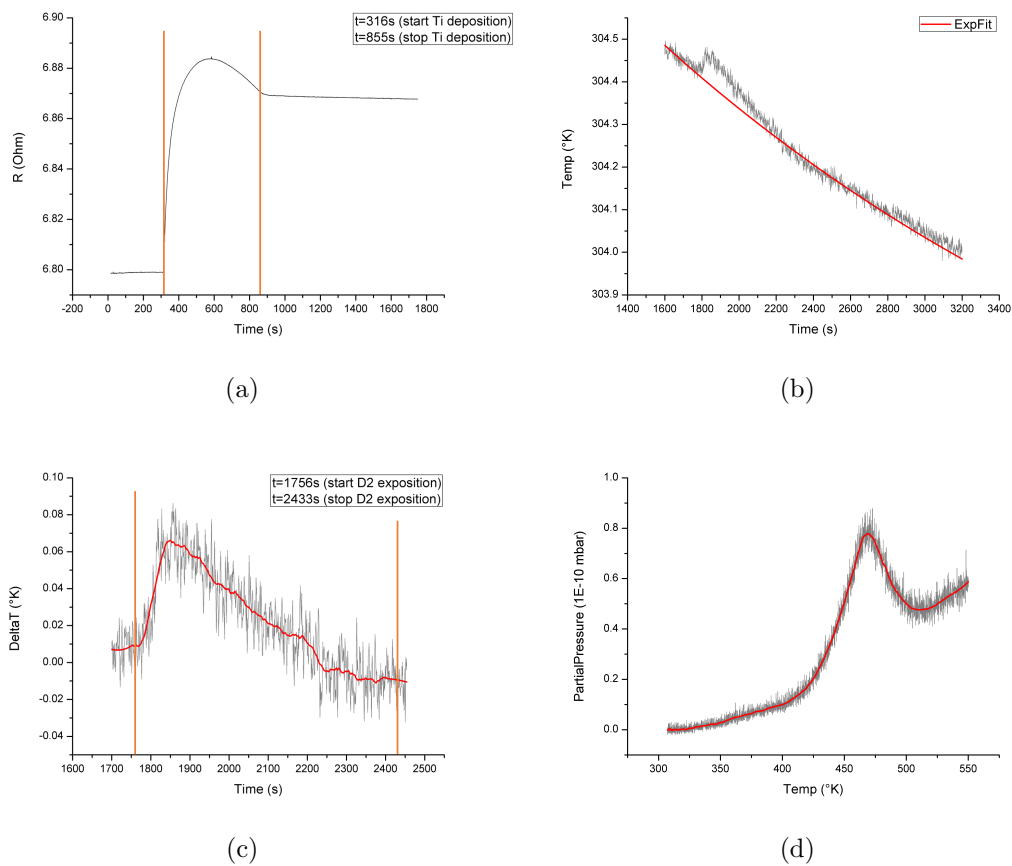 t=316s (start Ti deposition)
t=855s (stop Ti deposition)
6.90
6.88
6.86
6.84
6.82
6.80
R (Ohm)
-200 0 200 400 600 800 1000 1200 1400 1600 1800
Time (s)
(a)
ExpFit
304.5
304.4
304.3
304.2
304.1
304.0
303.9
Temp (°K)
1400 1600 1800 2000 2200 2400 2600 2800 3000 3200 3400
Time (s)
(b)
t=1756s (start D2 exposition)
t=2433s (stop D2 exposition)
0.10
0.08
0.06
0.04
0.02
0.00
-0.02
-0.04
DeltaT (°K)
1600 1700 1800 1900 2000 2100 2200 2300 2400 2500
Time (s)
(c)
1.0
0.8
0.6
0.4
0.2
0.0
PartialPressure (1E-10 mbar)
300 350 400 450 500 550
Temp (°K)
(d)